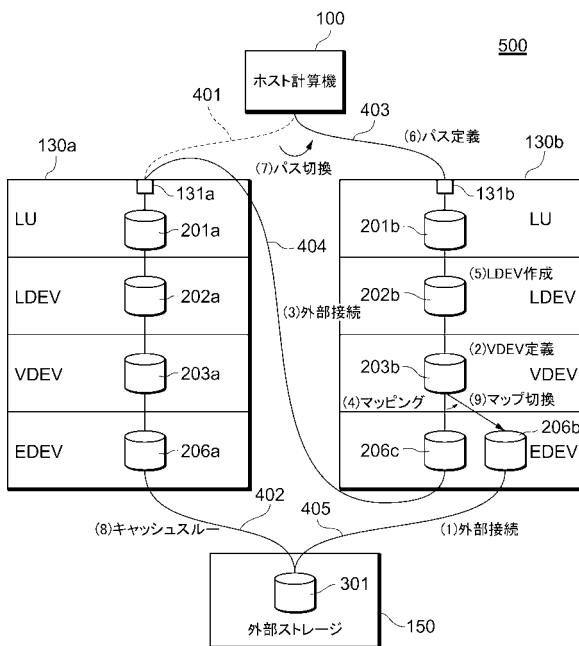 100
500
ホスト計算機
401
403
(6)パス定義
130a
(7)パス切換
130b
131a
131b
LU
201a
404
201b
LU
(5)LDEV作成
202a
(3)外部接続
202b
LDEV
LDEV
(2)VDEV定義
203a
203b
VDEV
VDEV
(4)マッピング
(9)マップ切換
206b
206a
206c
EDEV
EDEV
402
405
(8)キャッシュスルー
(1)外部接続
301
外部ストレージ
150